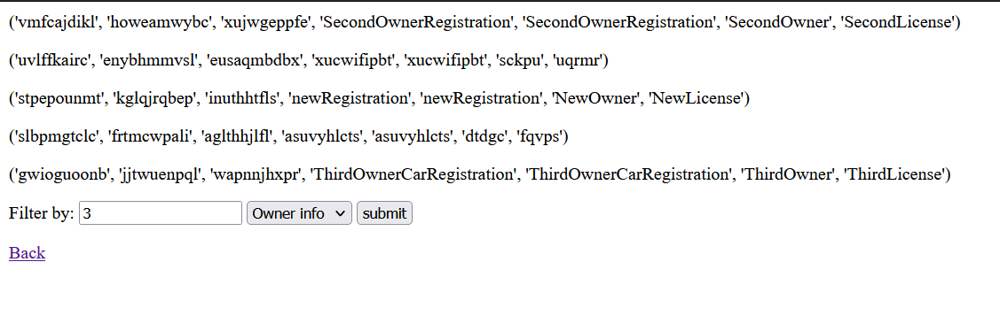 ('vmfcajdikl', 'howeamwybc', 'xujwgeppfe', 'SecondOwnerRegistration', 'SecondOwnerRegistration', 'SecondOwner', 'SecondLicense')
('uvlffkairc', 'enybhmmvsl', 'eusaqmbdbx', 'xucwifipbt', 'xucwifipbt', 'sckpu', 'uqrmr')
('stpepounmt', 'kglqjrqbep', 'inuthhtfls', 'newRegistration', 'newRegistration', 'NewOwner', 'NewLicense')
('slbpmgtclc', 'frtmcwpali', 'aglthhjlfl', 'asuvyhlcts', 'asuvyhlcts', 'dtdgc', 'fqvps')
('gwioguoonb', 'jjtwuenpql', 'wapnnjhxpr', 'ThirdOwnerCarRegistration', 'ThirdOwnerCarRegistration', 'ThirdOwner', 'ThirdLicense')
Filter by: 3 Owner info submit
Back